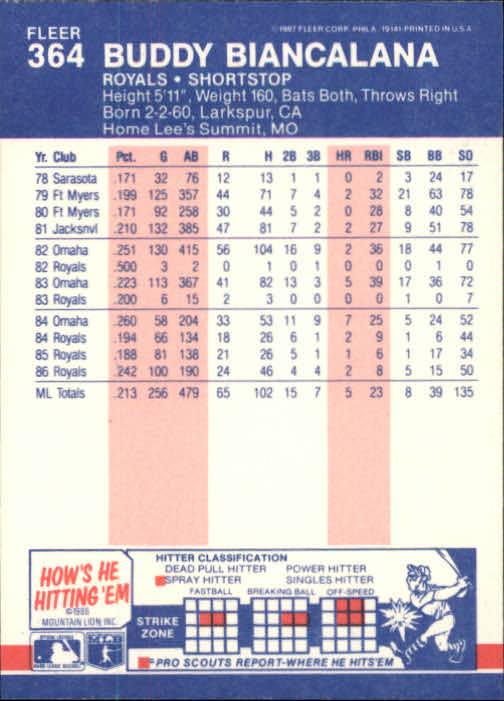 FLEER
©1987 FLEER CORP. PHILA. 19141-PRINTED IN U.S.A
364 BUDDY BIANCALANA
ROYALS • SHORTSTOP
Height 5'11", Weight 160, Bats Both, Throws Right
Born 2-2-60, Larkspur, CA
Home Lee's Summit, MO
Yr. Club Pct. G AB R H 2B 3B HR RBI SB BB SO
78 Sarasota .171 32 76 12 13 1 1 0 2 3 24 17
79 Ft Myers .199 125 357 44 71 7 4 2 32 21 63 78
80 Ft Myers .171 92 258 30 44 5 2 0 28 8 40 54
81 Jacksnvl .210 132 385 47 81 7 2 2 27 9 51 78
82 Omaha .251 130 415 56 104 16 9 2 36 18 44 77
82 Royals .500 3 2 0 1 0 1 0 0 0 1 0
83 Omaha .223 113 367 41 82 13 3 5 39 17 36 72
83 Royals .200 6 15 2 3 0 0 0 0 1 0 7
84 Omaha .260 58 204 33 53 11 9 7 25 5 24 52
84 Royals .194 66 134 18 26 6 1 2 9 1 6 44
85 Royals .188 81 138 21 26 5 1 1 6 1 17 34
86 Royals .242 100 190 24 46 4 4 2 8 5 15 50
ML Totals .213 256 479 65 102 15 7 5 23 8 39 135
HOW'S HE
HITTING 'EM
©1986
MOUNTAIN LION INC.
HITTER CLASSIFICATION
DEAD PULL HITTER POWER HITTER
SPRAY HITTER SINGLES HITTER
FASTBALL BREAKING BALL OFF-SPEED
STRIKE
ZONE
PRO SCOUTS REPORT-WHERE HE HITS'EM